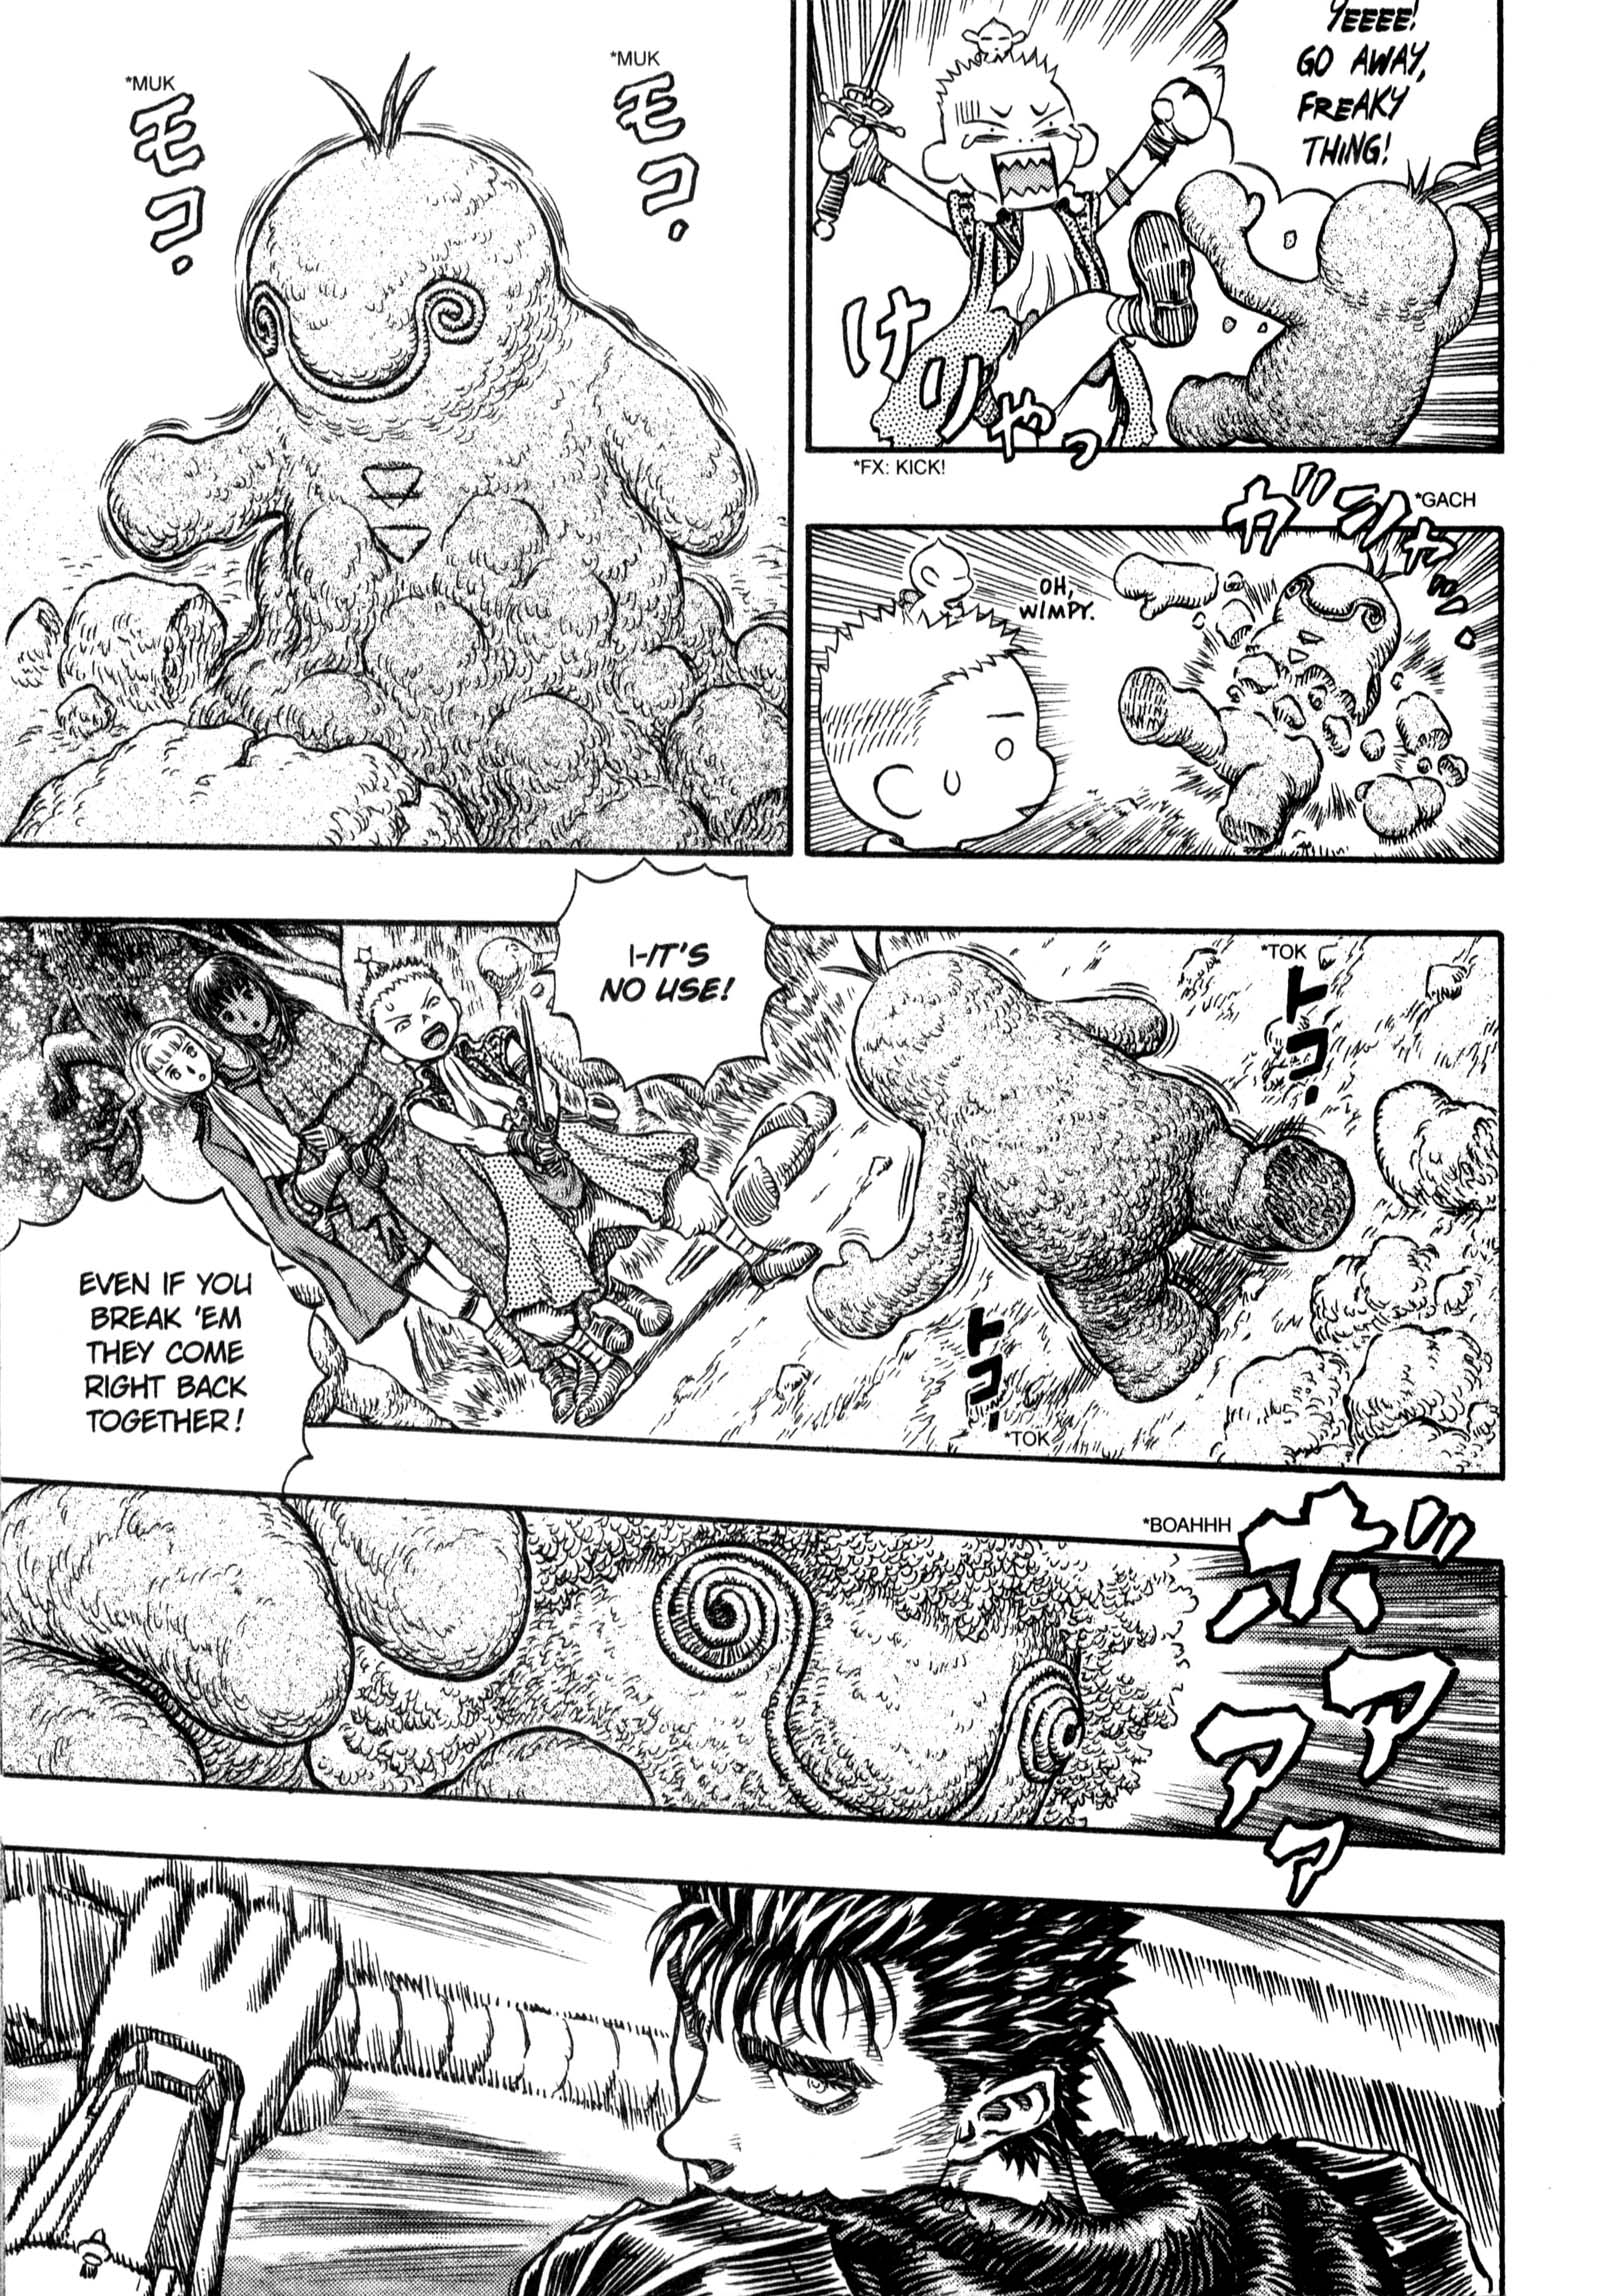 YEEEE!
GO AWAY,
FREAKY
THING!
けりゃっ
*FX: KICK!
*GACH
ガシャッ
OH,
WIMPY.
*MUK
モコ
*MUK
モコ
I-IT'S
NO USE!
*TOK
トコ
トコ
*TOK
EVEN IF YOU
BREAK 'EM
THEY COME
RIGHT BACK
TOGETHER!
*BOAHHH
ボアアア